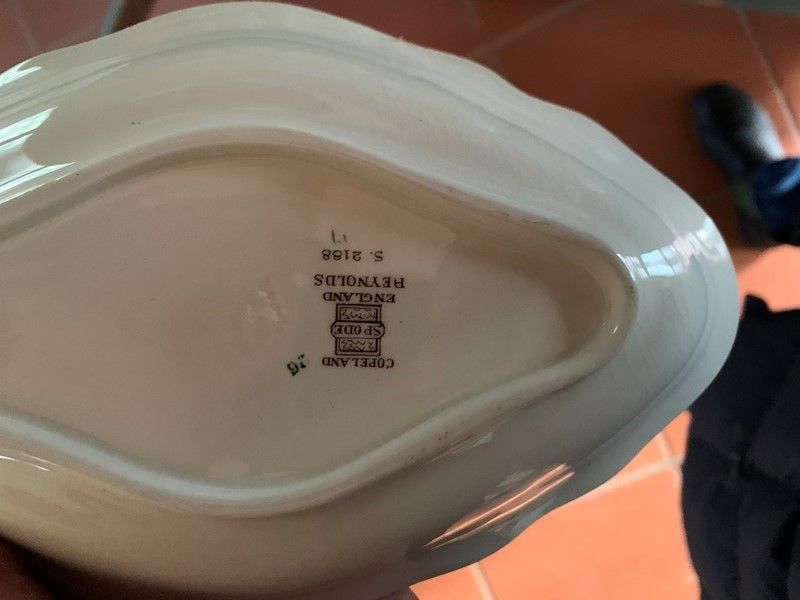 COPELAND
SPODE
ENGLAND
REYNOLDS
S. 2188